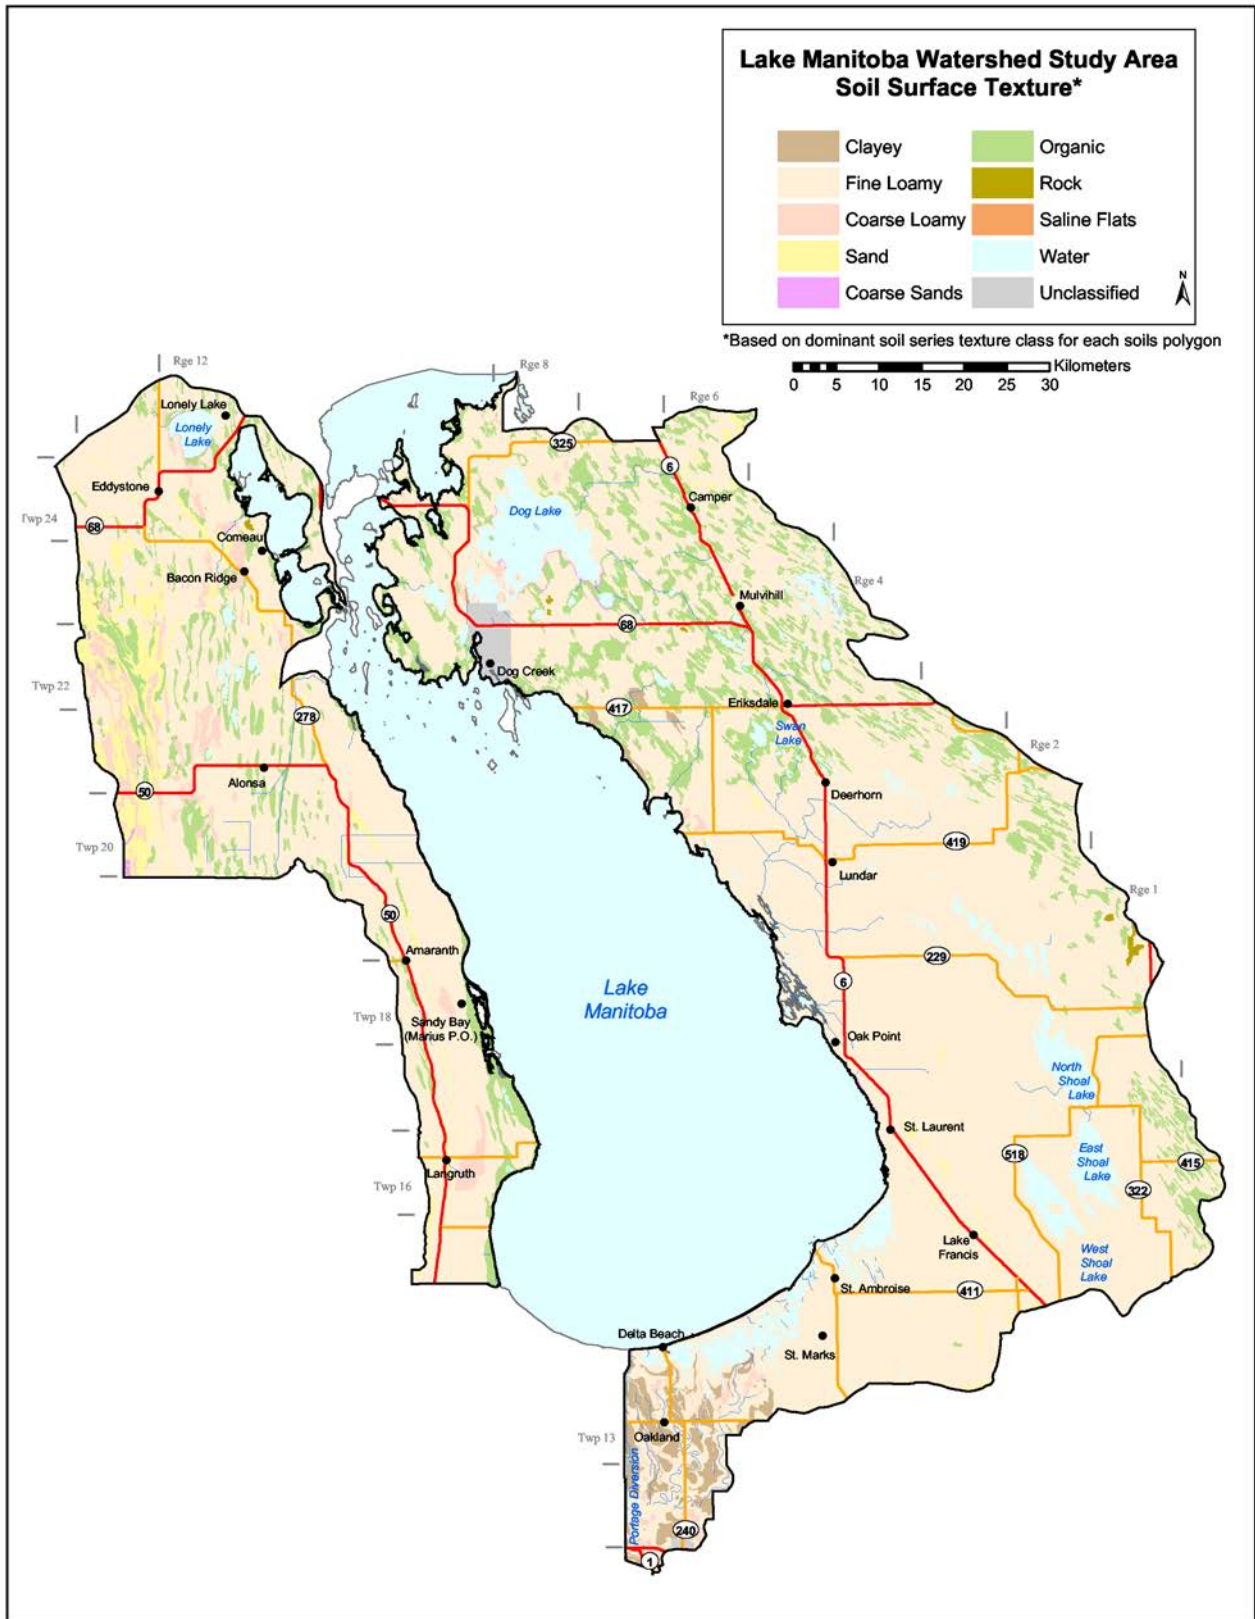 Lake Manitoba Watershed Study Area
Soil Surface Texture*
Clayey
Organic
Fine Loamy
Rock
Coarse Loamy
Saline Flats
Sand
Water
Coarse Sands
Unclassified
N
*Based on dominant soil series texture class for each soils polygon
Kilometers
0 5 10 15 20 25 30
Rge 12
Rge 8
Rge 6
Lonely Lake
Lonely
Lake
325
6
Eddystone
Camper
Dog Lake
Twp 24
68
Comeau
Bacon Ridge
Rge 4
Mulvihill
68
Dog Creek
Twp 22
417
Eriksdale
278
Swan
Lake
Rge 2
Alonsa
Deerhorn
50
Twp 20
419
Lundar
Rge 1
50
Amaranth
229
6
Lake
Manitoba
Twp 18
Sandy Bay
(Marius P.O.)
Oak Point
North
Shoal
Lake
St. Laurent
518
East
Shoal
Lake
415
Langruth
Twp 16
322
Lake
Francis
West
Shoal
Lake
St. Ambroise
411
Delta Beach
St. Marks
Twp 13
Oakland
Portage Diversion
240
1